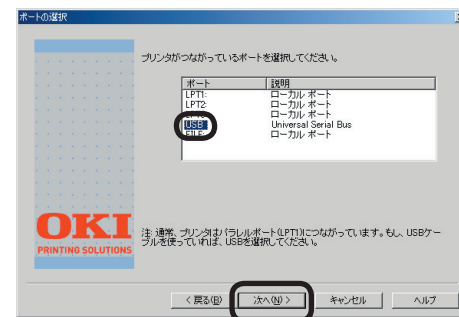 ポートの選択
プリンタがつながっているポートを選択してください。
ポート 説明
LPT1: ローカル ポート
LPT2: ローカル ポート
ローカル ポート
USB Universal Serial Bus
FILE: ローカル ポート
OKI
PRINTING SOLUTIONS
注: 通常、プリンタはパラレルポート(LPT1)につながっています。もし、USBケー
ブルを使っていれば、USBを選択してください。
< 戻る(B) 次へ(N) > キャンセル ヘルプ